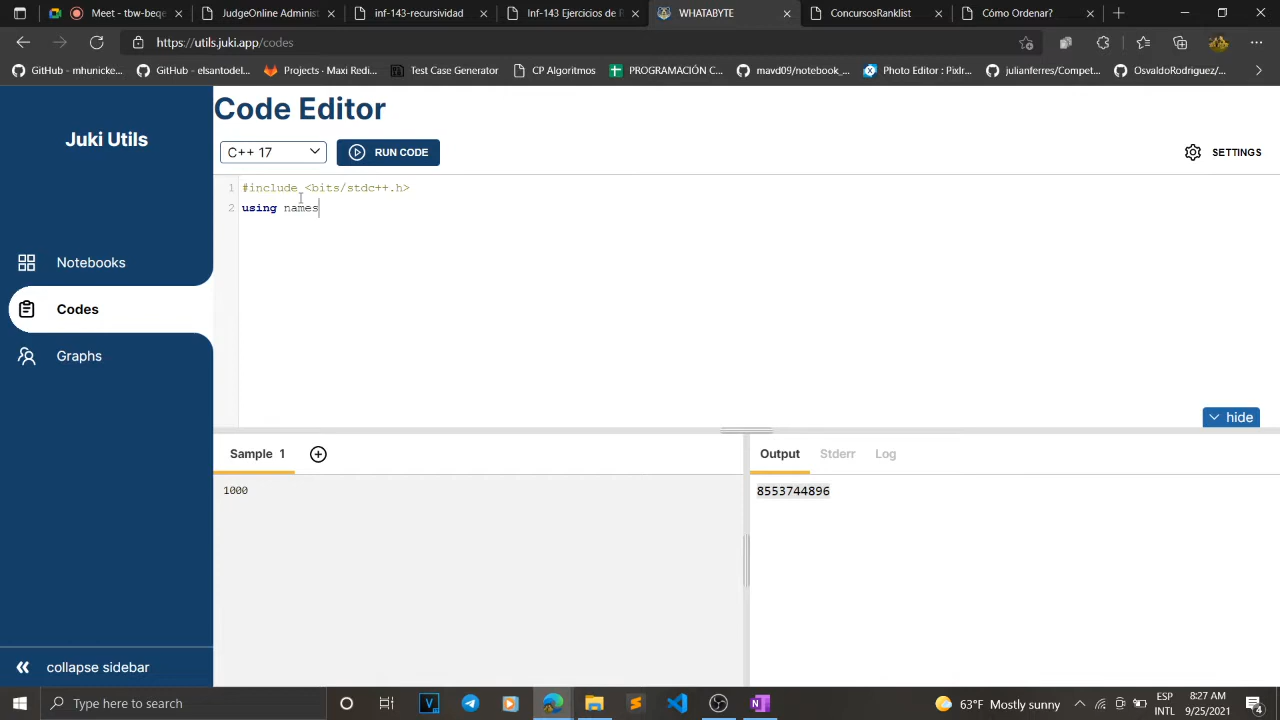 Meet - tbw-beqe
JudgeOnline Administ
inf-143-recursividad
Inf-143 Ejercicios de R
WHATABYTE
ConcursosRanklist
Cómo Ordenar?
https://utils.juki.app/codes
GitHub - mhunicke...
GitHub - elsantodel...
Projects · Maxi Redi...
Test Case Generator
CP Algoritmos
PROGRAMACIÓN C...
mavd09/notebook_...
Photo Editor : Pixlr...
julianferres/Compet...
OsvaldoRodriguez/...
Juki Utils
Notebooks
Codes
Graphs
collapse sidebar
Code Editor
C++ 17
RUN CODE
SETTINGS
1 #include <bits/stdc++.h>
2 using names
hide
Sample 1
1000
Output Stderr Log
8553744896
Type here to search
63°F Mostly sunny
ESP
INTL
8:27 AM
9/25/2021
4